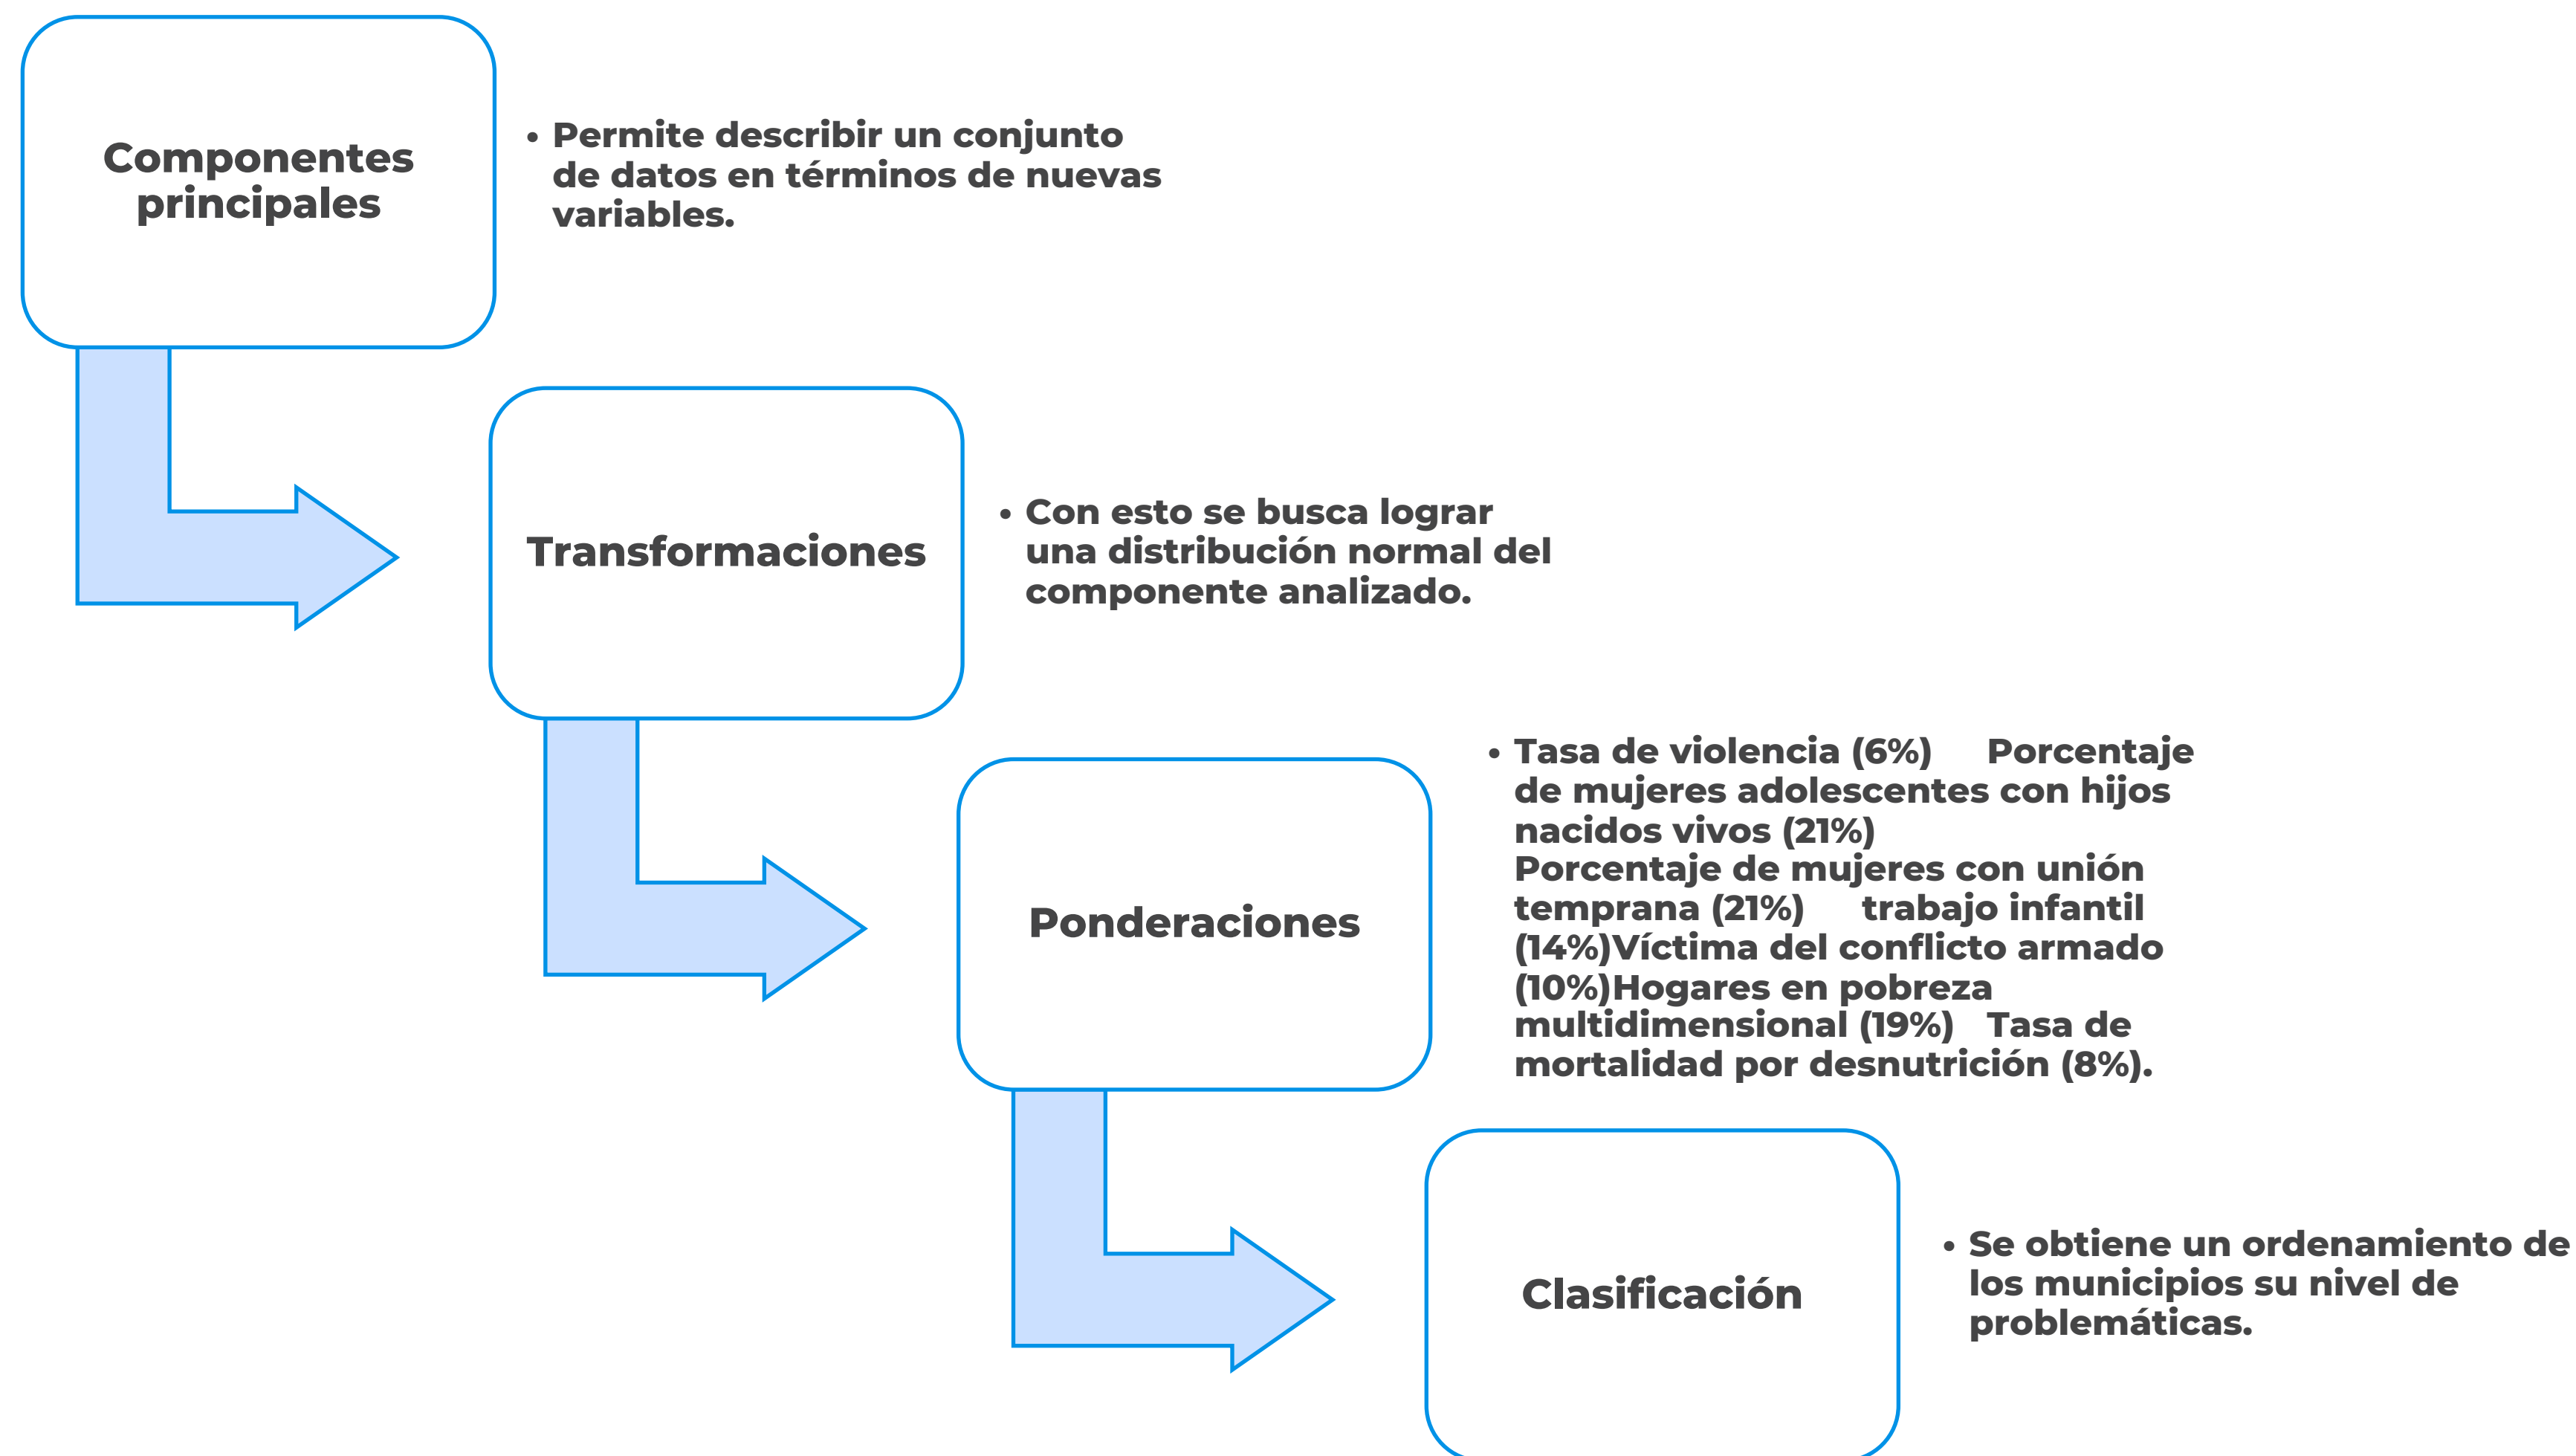 Componentes
principales
• Permite describir un conjunto
de datos en términos de nuevas
variables.
Transformaciones
• Con esto se busca lograr
una distribución normal del
componente analizado.
Ponderaciones
• Tasa de violencia (6%) Porcentaje
de mujeres adolescentes con hijos
nacidos vivos (21%)
Porcentaje de mujeres con unión
temprana (21%) trabajo infantil
(14%)Víctima del conflicto armado
(10%)Hogares en pobreza
multidimensional (19%) Tasa de
mortalidad por desnutrición (8%).
Clasificación
• Se obtiene un ordenamiento de
los municipios su nivel de
problemáticas.